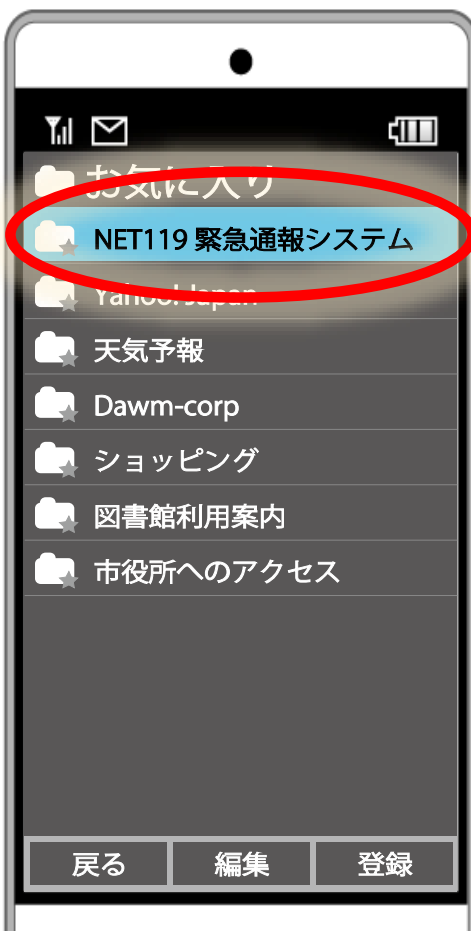 お気に入り
NET119 緊急通報システム
Yahoo! Japan
天気予報
Dawm-corp
ショッピング
図書館利用案内
市役所へのアクセス
戻る 編集 登録